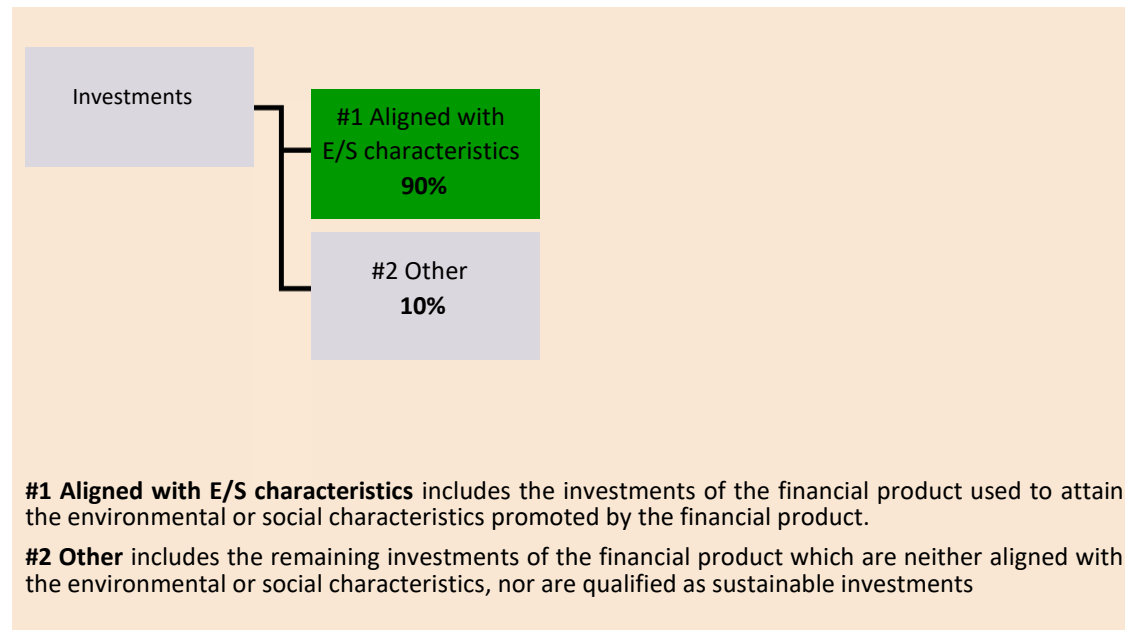 Investments
#1 Aligned with
E/S characteristics
90%
#2 Other
10%
#1 Aligned with E/S characteristics includes the investments of the financial product used to attain
the environmental or social characteristics promoted by the financial product.
#2 Other includes the remaining investments of the financial product which are neither aligned with
the environmental or social characteristics, nor are qualified as sustainable investments